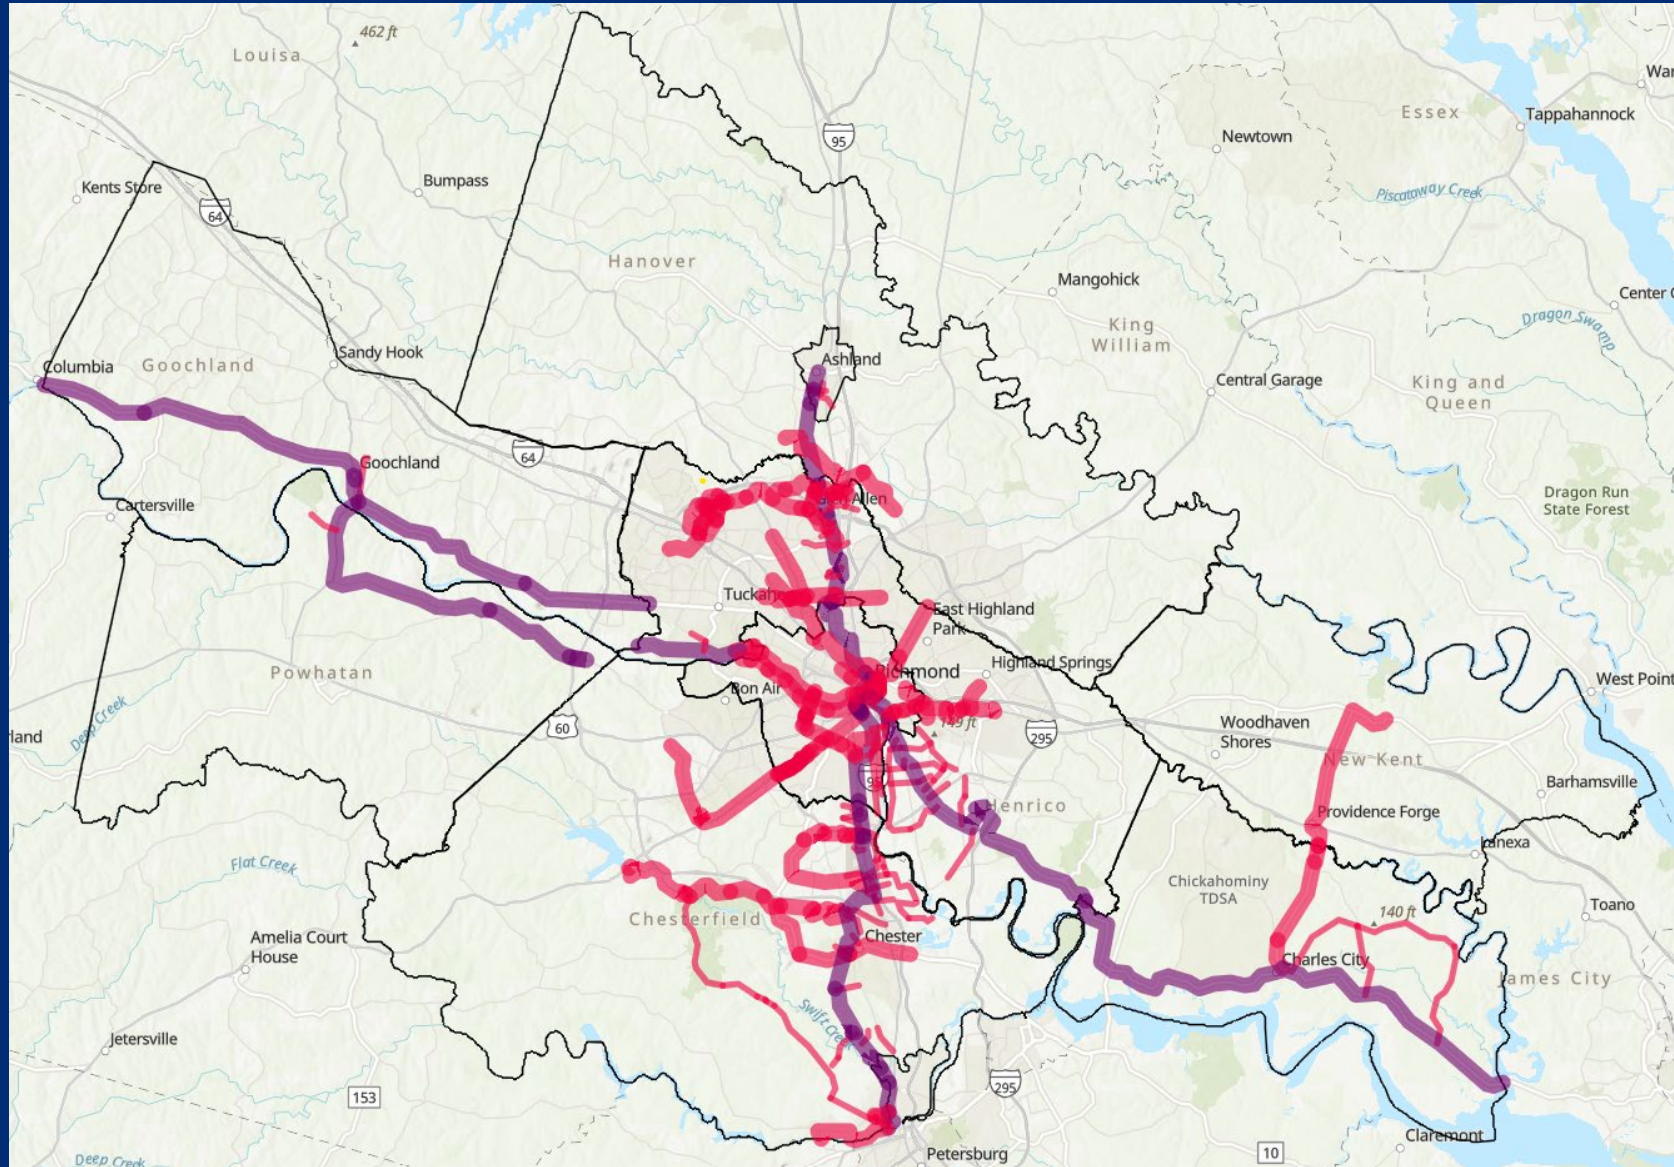 462 ft
Louisa
War
Essex
Tappahannock
95
Newtown
Kents Store
Bumpass
Piscataway Creek
64
Hanover
Mangohick
Center
King
William
Dragon Swamp
Ashland
Sandy Hook
Columbia
Goochland
Central Garage
King and
Queen
64
Goochland
Cartersville
Allen
Dragon Run
State Forest
East Highland
Park
Highland Springs
Richmond
Powhatan
Bon Air
West Point
Deep Creek
60
149 ft
295
Woodhaven
Shores
land
New Kent
95
Barhamsville
Henrico
Providence Forge
Lanexa
Flat Creek
Chickahominy
TDSA
Toano
Chesterfield
140 ft
Amelia Court
House
Chester
Charles City
James City
Swift Creek
Jetersville
153
295
Claremont
10
Petersburg
Deep Creek